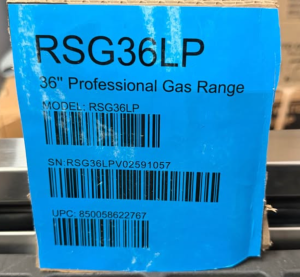 RSG36LP
36" Professional Gas Range
MODEL: RSG36LP
SN:RSG36LPV02591057
UPC: 850058622767